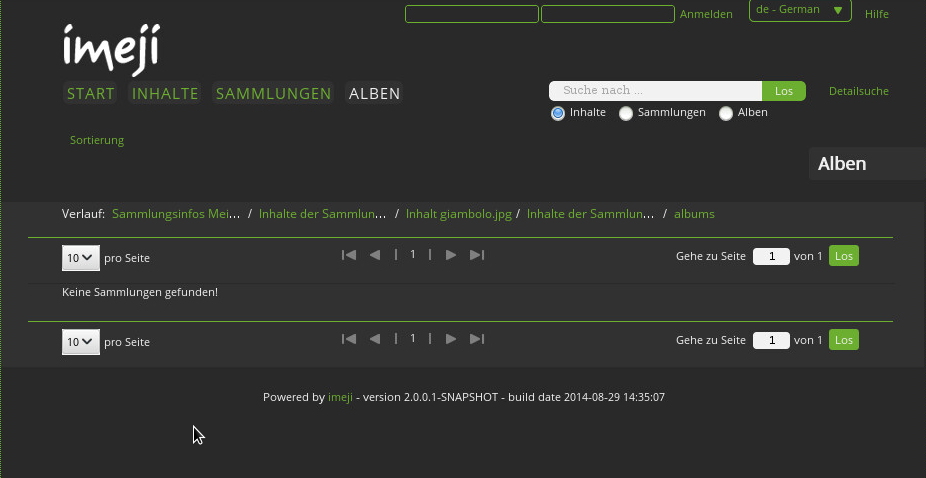 Anmelden de - German Hilfe
imeji
START INHALTE SAMMLUNGEN ALBEN
Suche nach ... Los Detailsuche
Inhalte Sammlungen Alben
Sortierung
Alben
Verlauf: Sammlungsinfos Mei... / Inhalte der Sammlun... / Inhalt giambolo.jpg / Inhalte der Sammlun... / albums
10 pro Seite | 1 | Gehe zu Seite 1 von 1 Los
Keine Sammlungen gefunden!
10 pro Seite | 1 | Gehe zu Seite 1 von 1 Los
Powered by imeji - version 2.0.0.1-SNAPSHOT - build date 2014-08-29 14:35:07